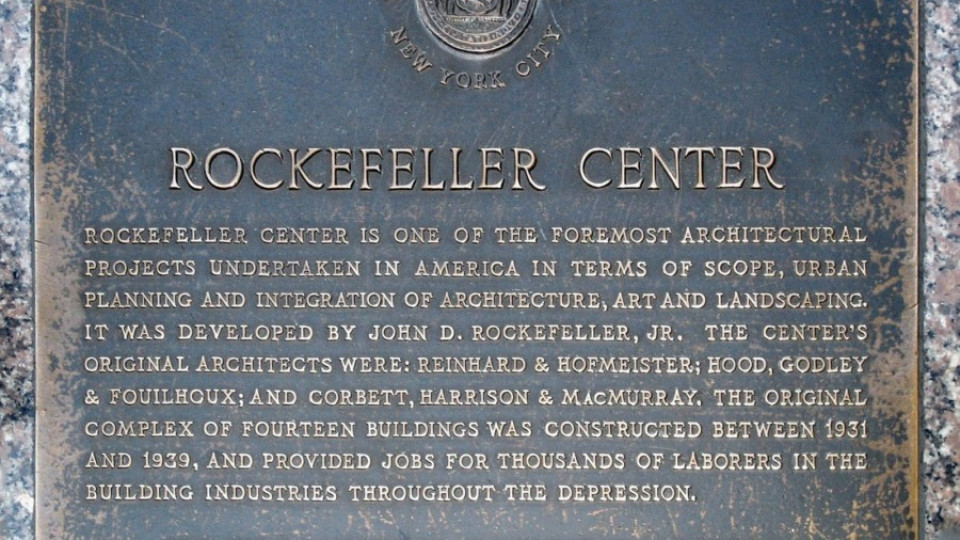 NEW YORK CITY
ROCKEFELLER CENTER
ROCKEFELLER CENTER IS ONE OF THE FOREMOST ARCHITECTURAL
PROJECTS UNDERTAKEN IN AMERICA IN TERMS OF SCOPE, URBAN
PLANNING AND INTEGRATION OF ARCHITECTURE, ART AND LANDSCAPING.
IT WAS DEVELOPED BY JOHN D. ROCKEFELLER, JR. THE CENTER'S
ORIGINAL ARCHITECTS WERE: REINHARD & HOFMEISTER; HOOD, GODLEY
& FOUILHOUX; AND CORBETT, HARRISON & MACMURRAY. THE ORIGINAL
COMPLEX OF FOURTEEN BUILDINGS WAS CONSTRUCTED BETWEEN 1931
AND 1939, AND PROVIDED JOBS FOR THOUSANDS OF LABORERS IN THE
BUILDING INDUSTRIES THROUGHOUT THE DEPRESSION.